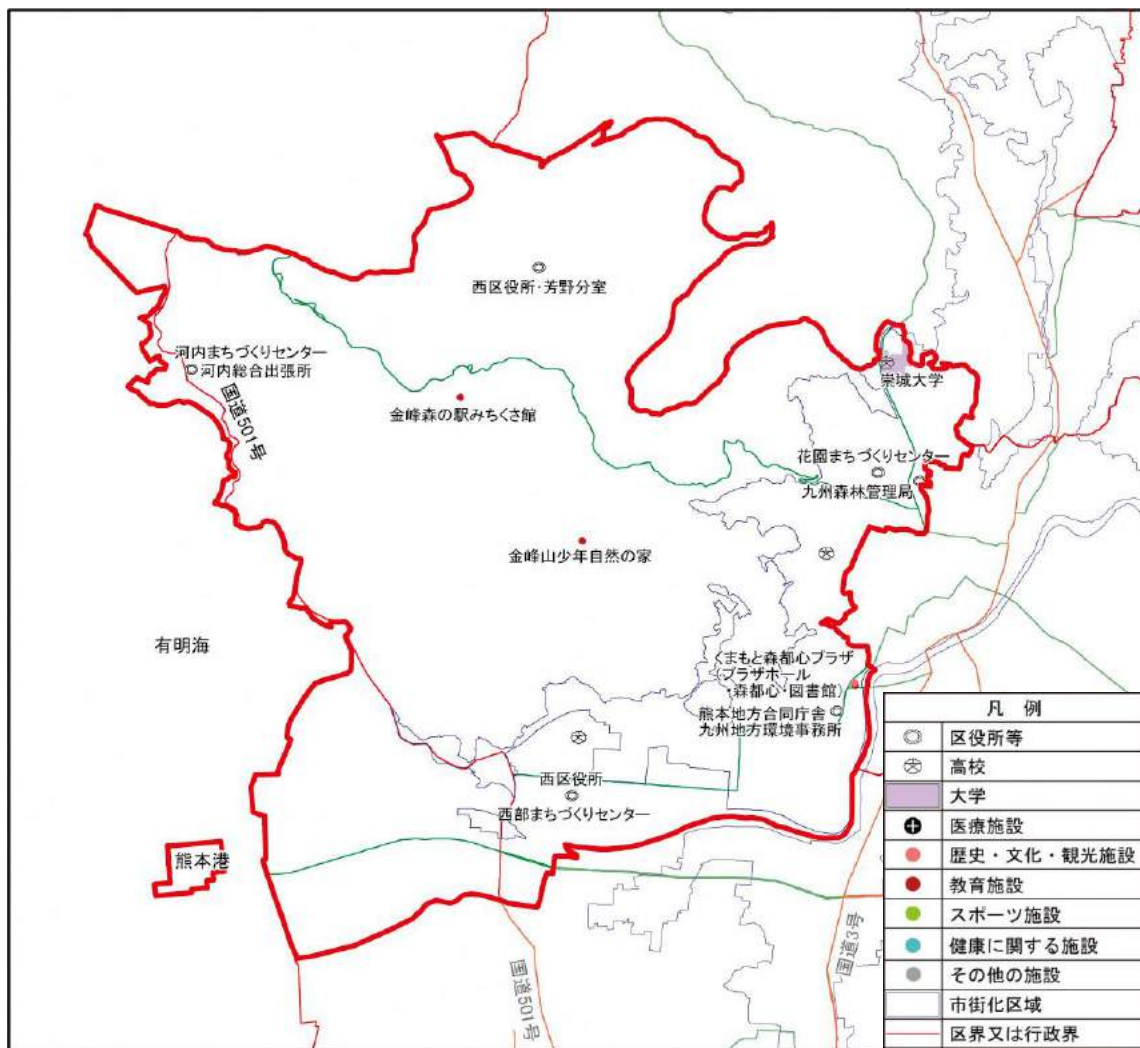 西区役所・芳野分室
河内まちづくりセンター
河内総合出張所
国道501号
金峰森の駅みちくさ館
崇城大学
花園まちづくりセンター
九州森林管理局
金峰山少年自然の家
有明海
くまもと森都心プラザ
(プラザホール
・森都心・図書館)
熊本地方合同庁舎
九州地方環境事務所
西区役所
西部まちづくりセンター
熊本港
国道501号
国道3号
凡 例
区役所等
高校
大学
医療施設
歴史・文化・観光施設
教育施設
スポーツ施設
健康に関する施設
その他の施設
市街化区域
区界又は行政界